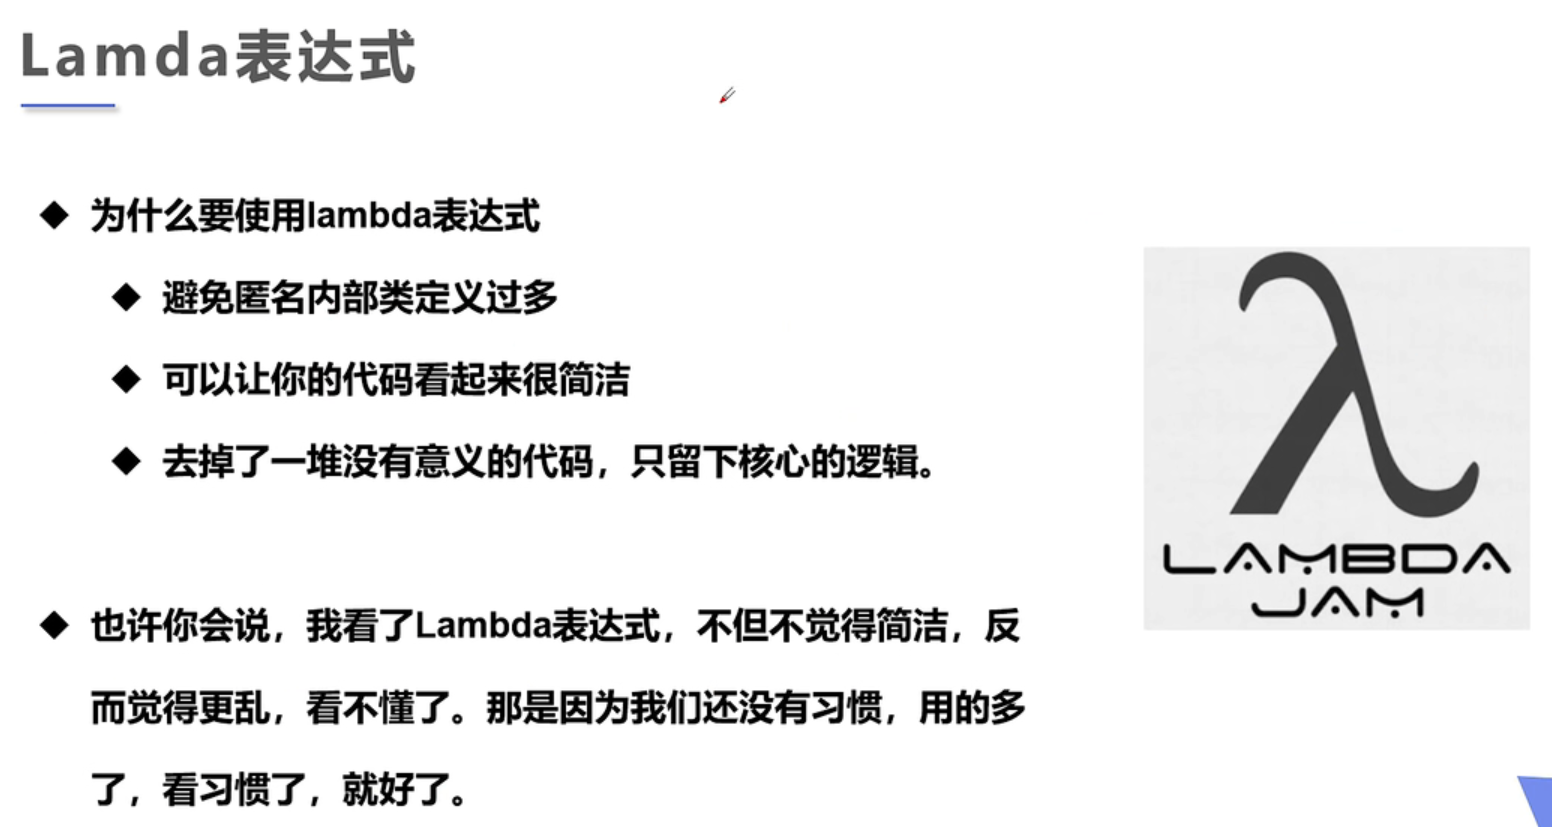 Lamda表达式
为什么要使用lambda表达式
避免匿名内部类定义过多
可以让你的代码看起来很简洁
去掉了一堆没有意义的代码，只留下核心的逻辑。
λ
LAMBDA
JAM
也许你会说，我看了Lambda表达式，不但不觉得简洁，反
而觉得更乱，看不懂了。那是因为我们还没有习惯，用的多
了，看习惯了，就好了。